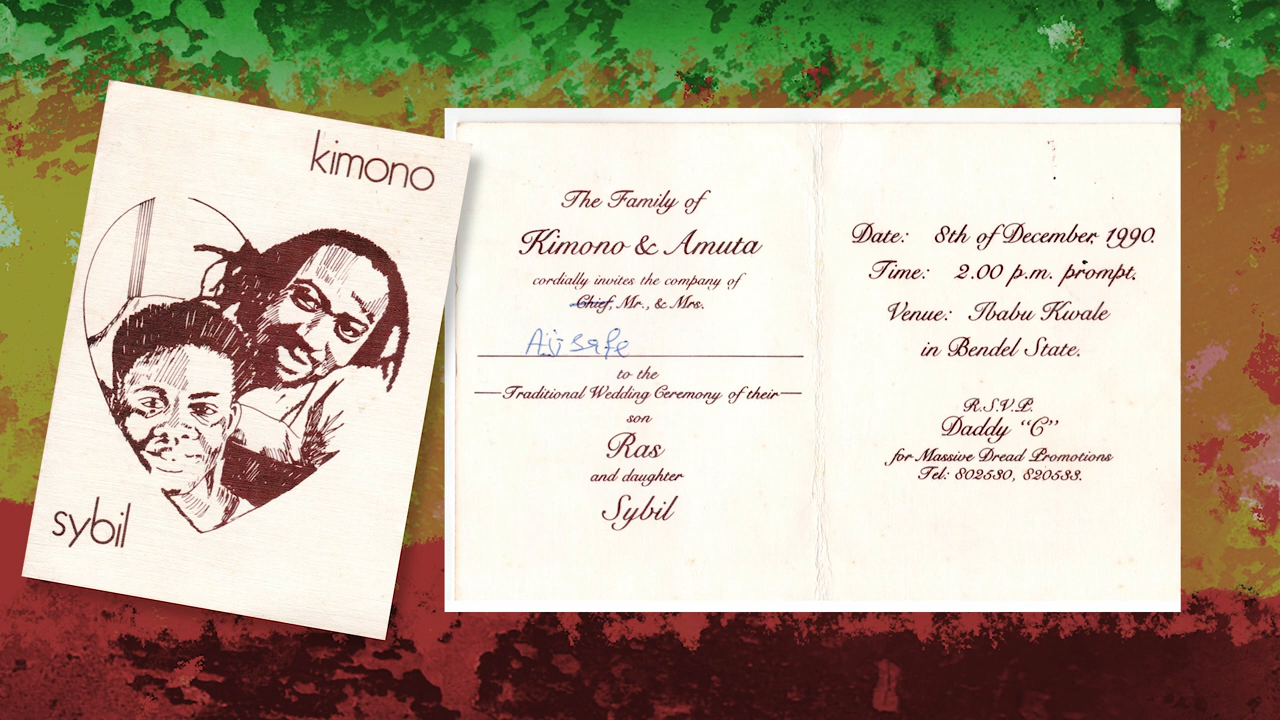 kimono
sybil
The Family of
Kimono & Amuta
cordially invites the company of
Chief, Mr., & Mrs.
to the
Traditional Wedding Ceremony of their
son
Ras
and daughter
Sybil
Date: 8th of December, 1990.
Time: 2.00 p.m. prompt.
Venue: Ibabu Kwale
in Bendel State.
R.S.V.P.
Daddy "C"
for Massive Dread Promotions
Tel: 802530, 820533.